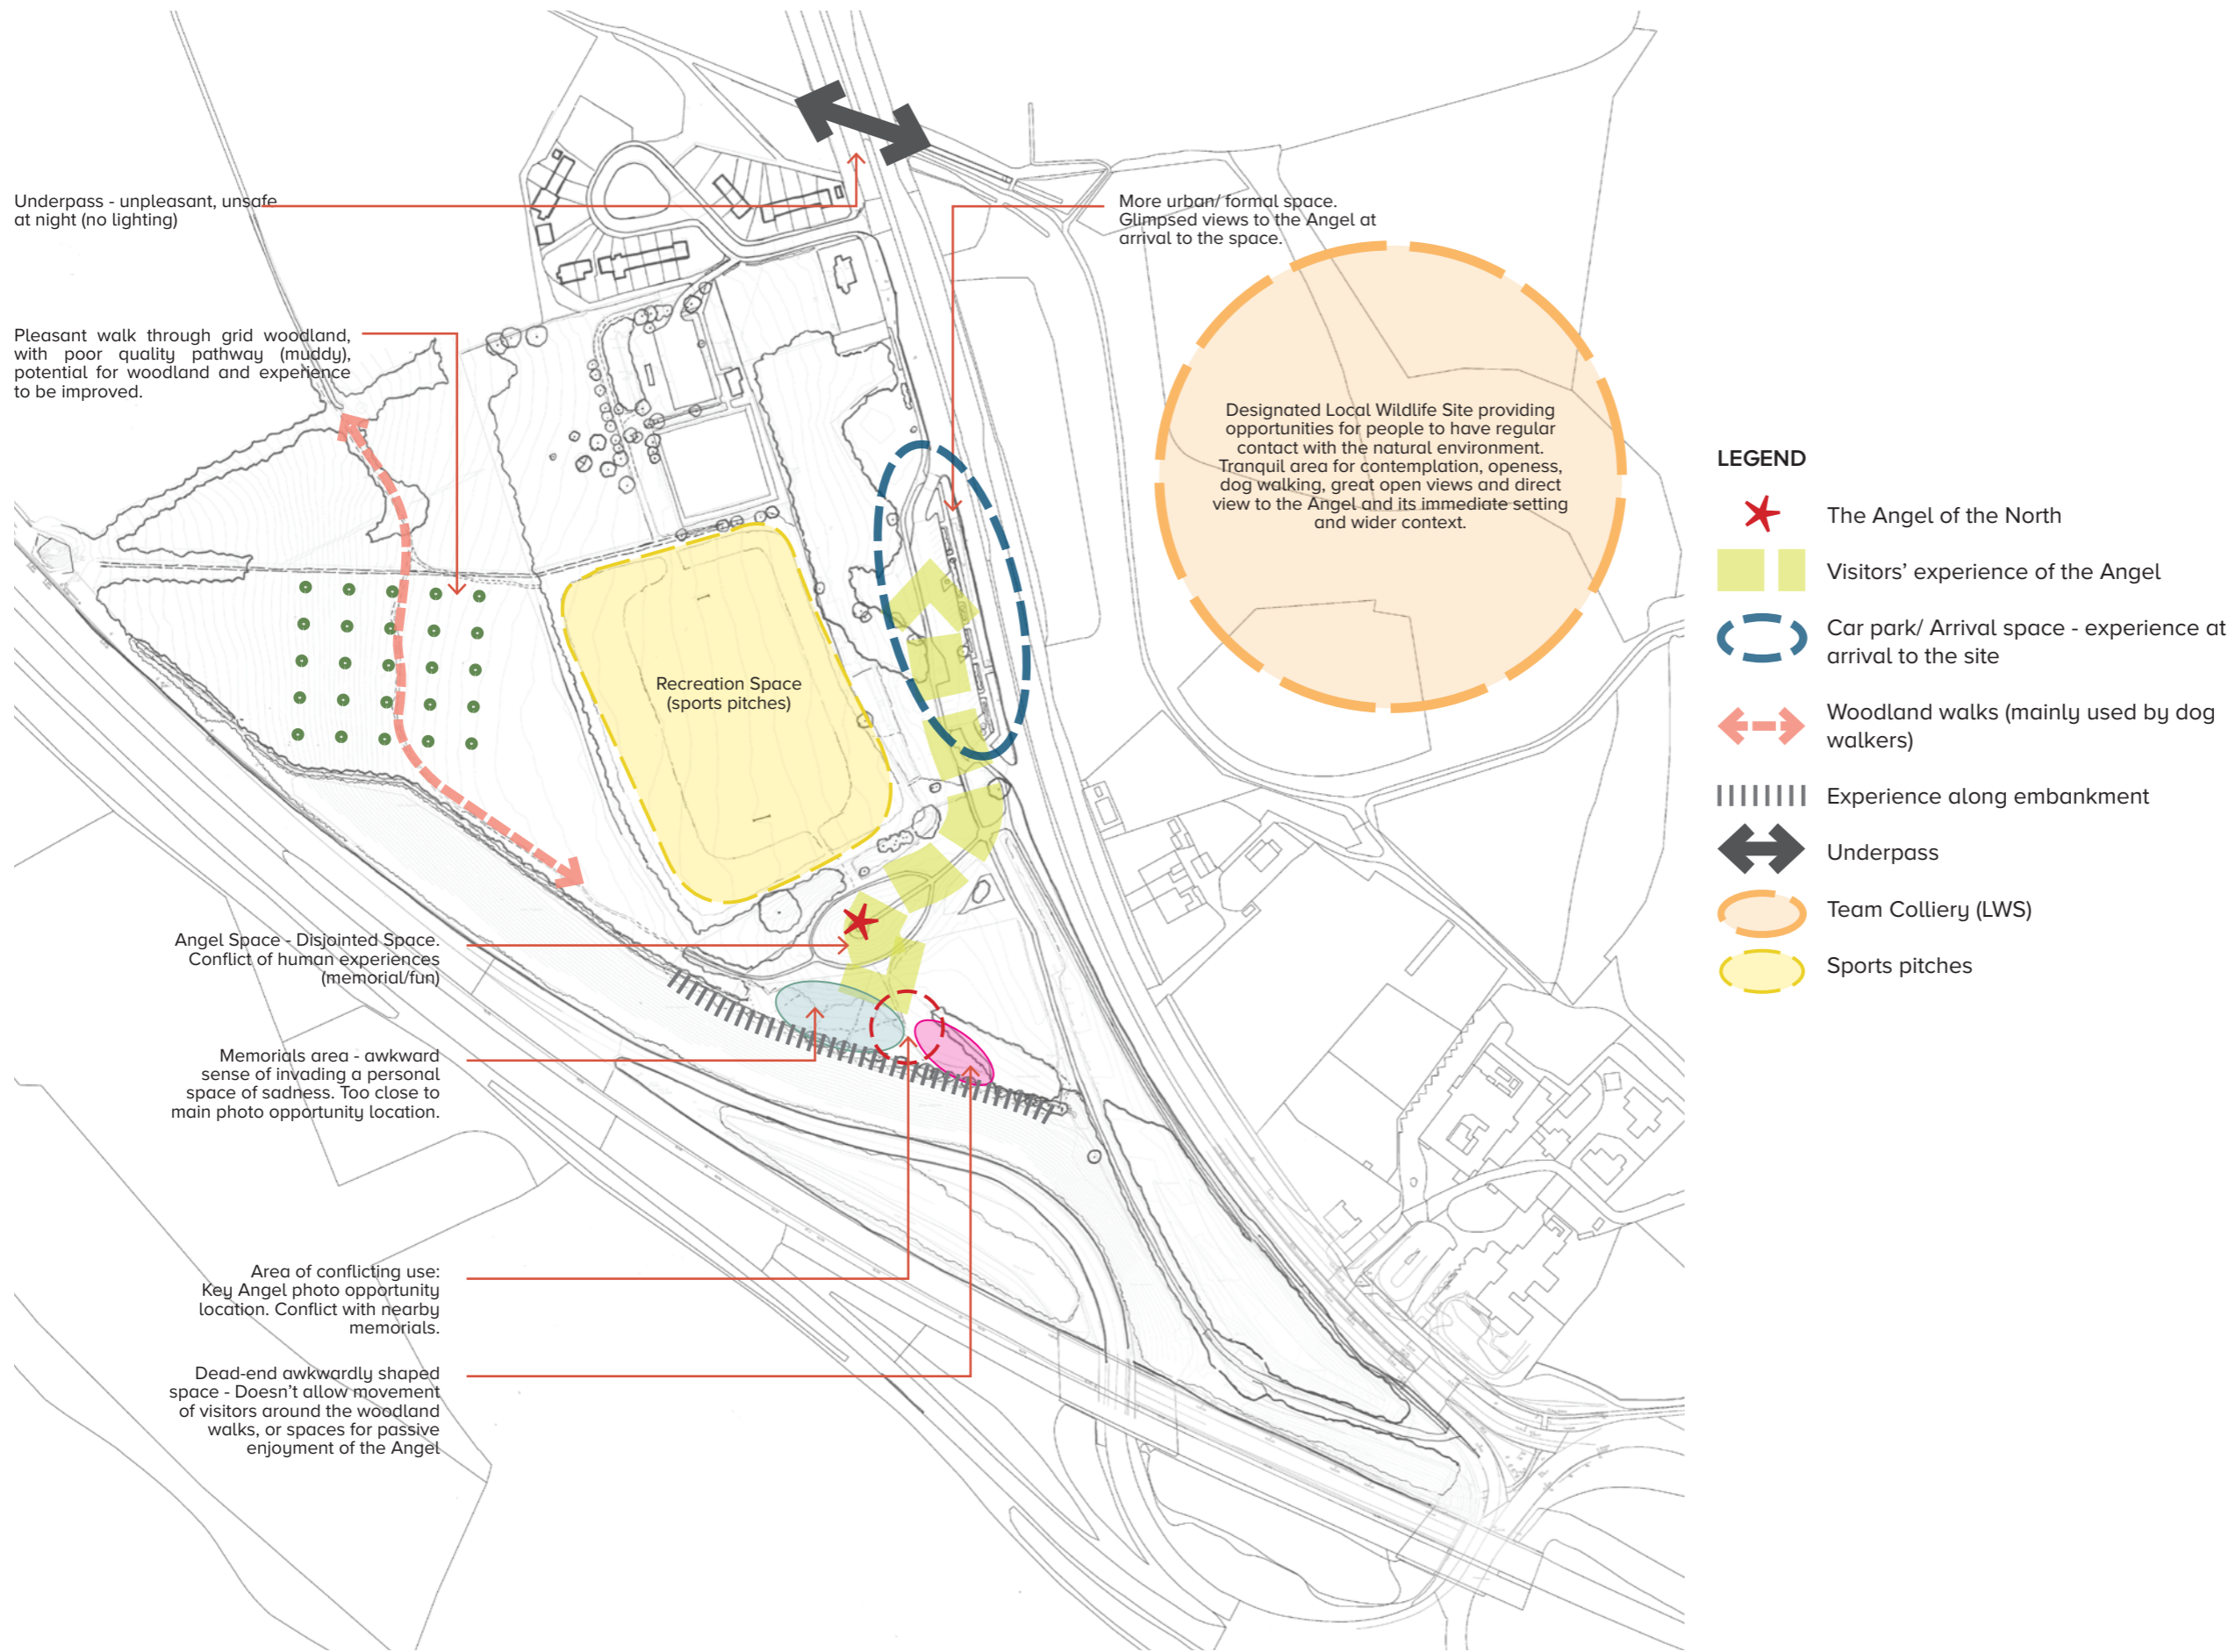 Underpass - unpleasant, unsafe
at night (no lighting)
More urban/ formal space.
Glimpsed views to the Angel at
arrival to the space.
Pleasant walk through grid woodland,
with poor quality pathway (muddy),
potential for woodland and experience
to be improved.
Designated Local Wildlife Site providing
opportunities for people to have regular
contact with the natural environment.
Tranquil area for contemplation, openess,
dog walking, great open views and direct
view to the Angel and its immediate setting
and wider context.
Recreation Space
(sports pitches)
Angel Space - Disjointed Space.
Conflict of human experiences
(memorial/fun)
Memorials area - awkward
sense of invading a personal
space of sadness. Too close to
main photo opportunity location.
Area of conflicting use:
Key Angel photo opportunity
location. Conflict with nearby
memorials.
Dead-end awkwardly shaped
space - Doesn't allow movement
of visitors around the woodland
walks, or spaces for passive
enjoyment of the Angel
LEGEND
The Angel of the North
Visitors' experience of the Angel
Car park/ Arrival space - experience at
arrival to the site
Woodland walks (mainly used by dog
walkers)
Experience along embankment
Underpass
Team Colliery (LWS)
Sports pitches